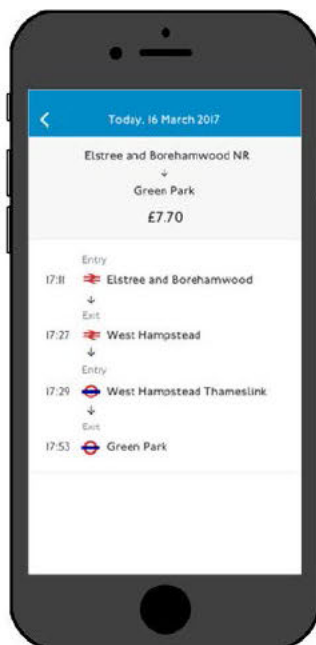 Today, 16 March 2017
Elstree and Borehamwood NR
↓
Green Park
£7.70
Entry
17:11 Elstree and Borehamwood
↓
Exit
17:27 West Hampstead
↓
Entry
17:29 West Hampstead Thameslink
↓
Exit
17:53 Green Park